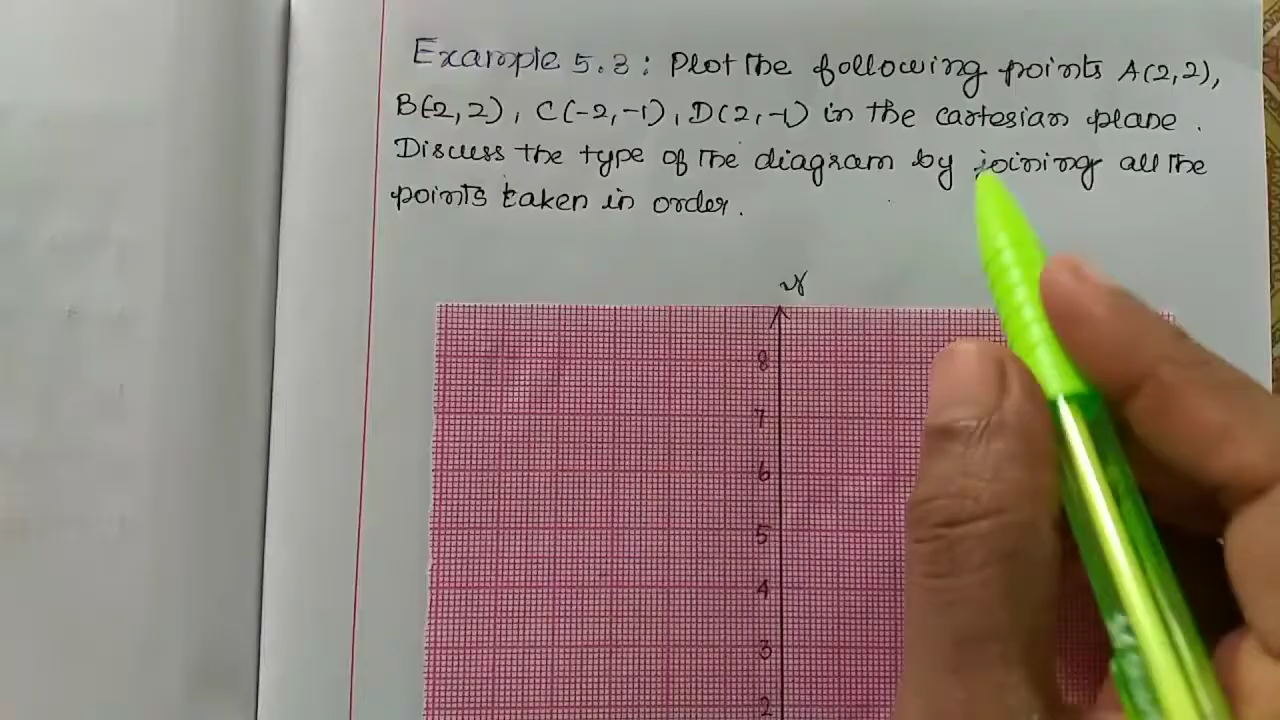 Example 5.3: Plot the following points A(2,2),
B(-2,2), C(-2,-1), D(2,-1) in the cartesian plane.
Discuss the type of the diagram by joining all the
points taken in order.
y
8
7
6
5
4
3
2